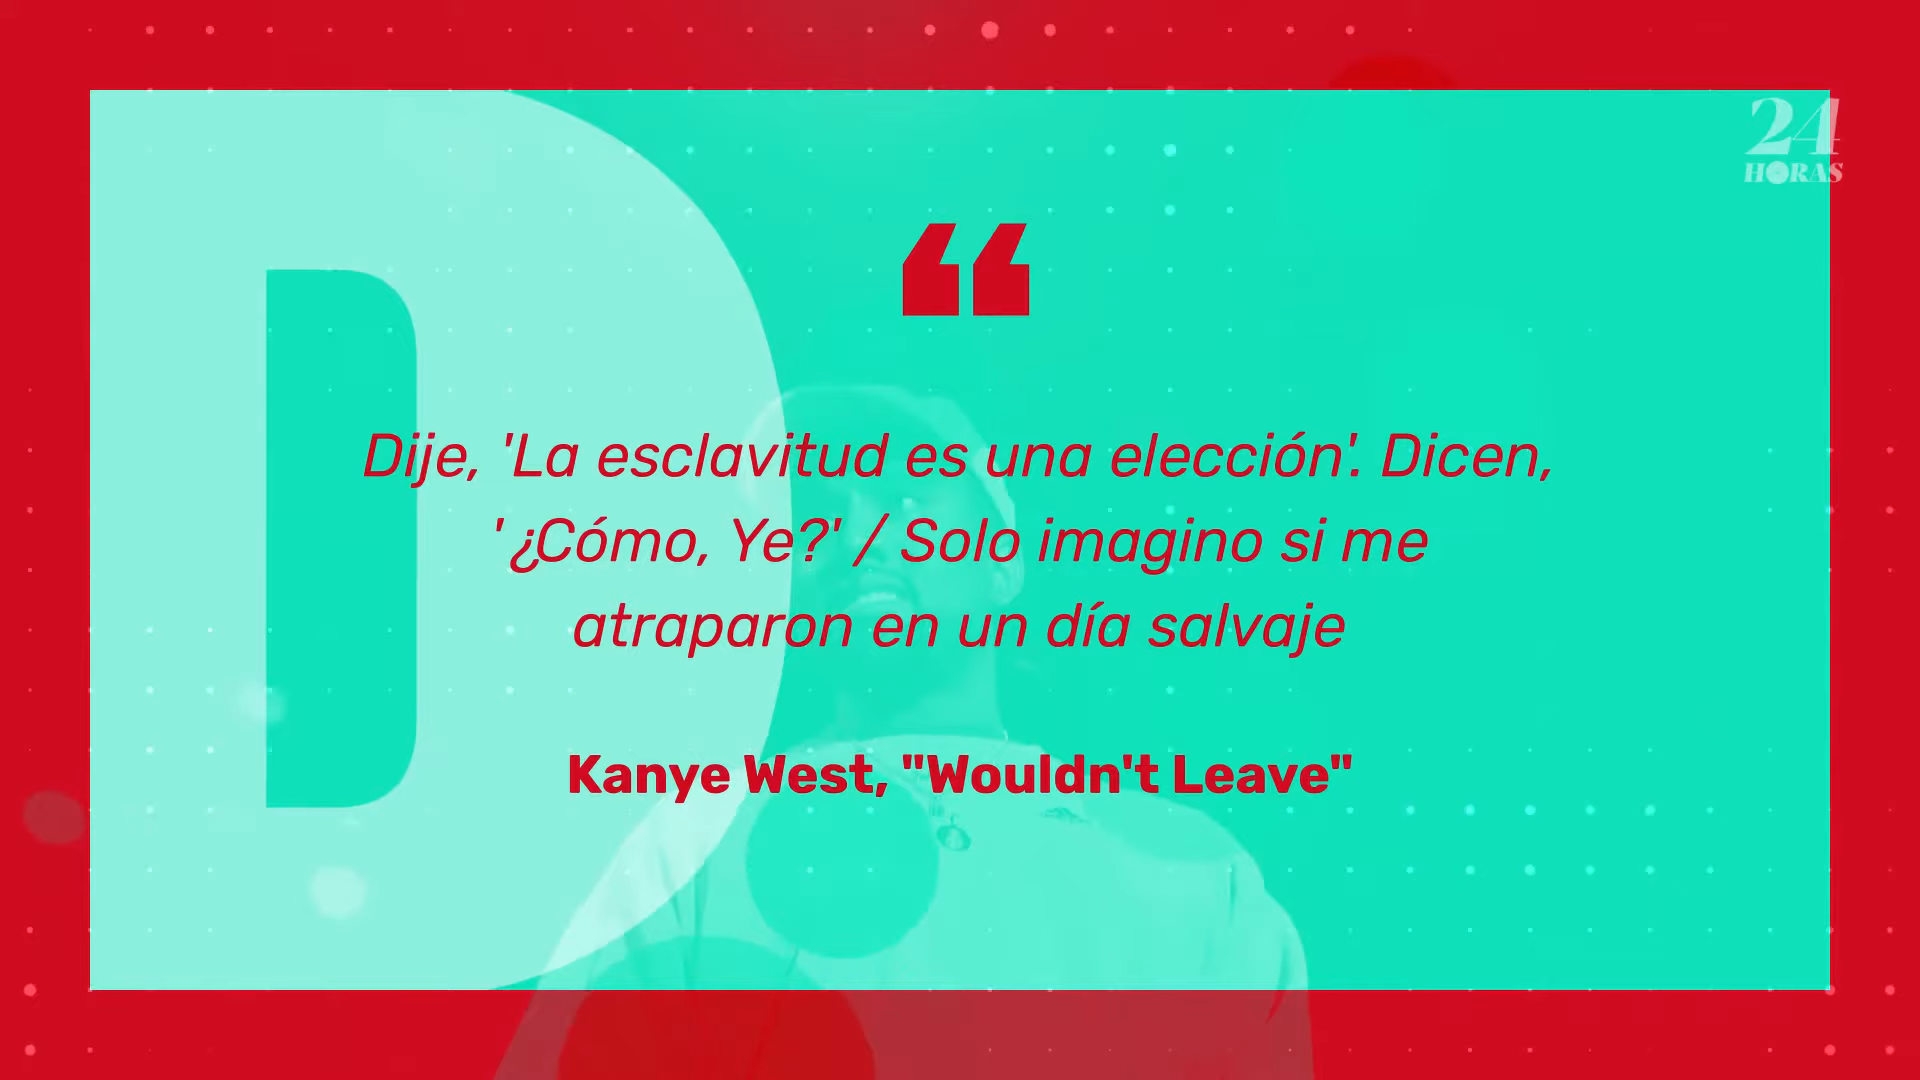 24
HORAS
Dije, 'La esclavitud es una elección'. Dicen,
'¿Cómo, Ye?' / Solo imagino si me
atraparon en un día salvaje
Kanye West, "Wouldn't Leave"